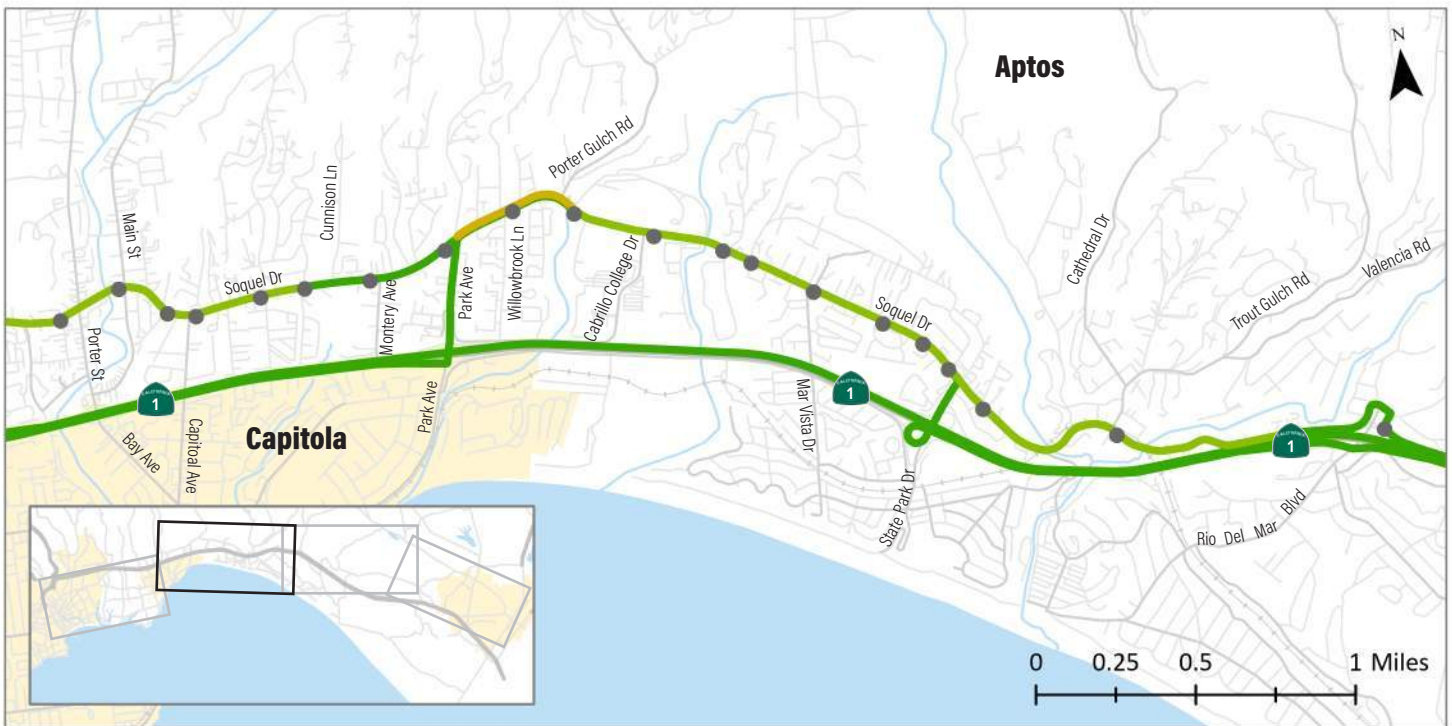 Aptos
N
Porter Gulch Rd
Cunnison Ln
Main St
Cathedral Dr
Valencia Rd
Trout Gulch Rd
Soquel Dr
Willowbrook Ln
Park Ave
Cabrillo College Dr
Montery Ave
Soquel Dr
Porter St
1
1
Mar Vista Dr
Park Ave
Capitola
Bay Ave
Capitoal Ave
1
State Park Dr
Rio Del Mar Blvd
0 0.25 0.5 1 Miles